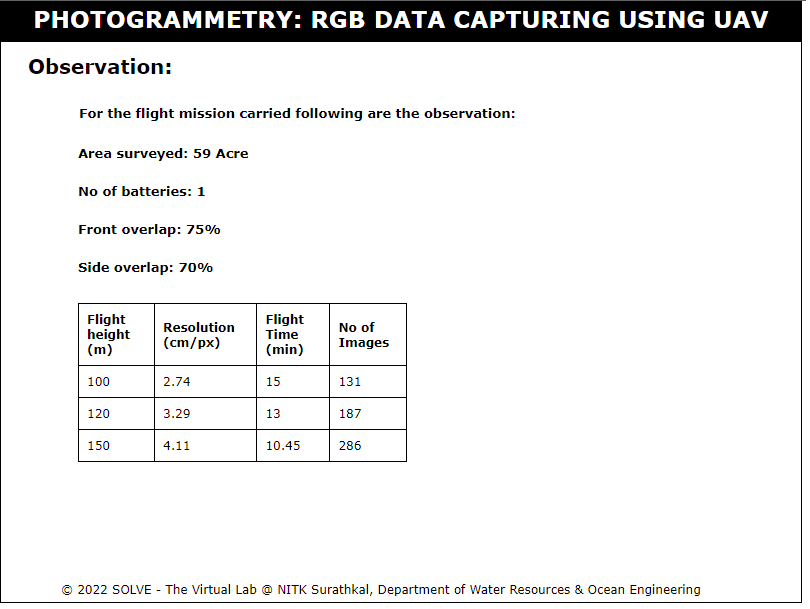 PHOTOGRAMMETRY: RGB DATA CAPTURING USING UAV
Observation:
For the flight mission carried following are the observation:
Area surveyed: 59 Acre
No of batteries: 1
Front overlap: 75%
Side overlap: 70%
Flight height (m) Resolution (cm/px) Flight Time (min) No of Images
100 2.74 15 131
120 3.29 13 187
150 4.11 10.45 286
© 2022 SOLVE - The Virtual Lab @ NITK Surathkal, Department of Water Resources & Ocean Engineering